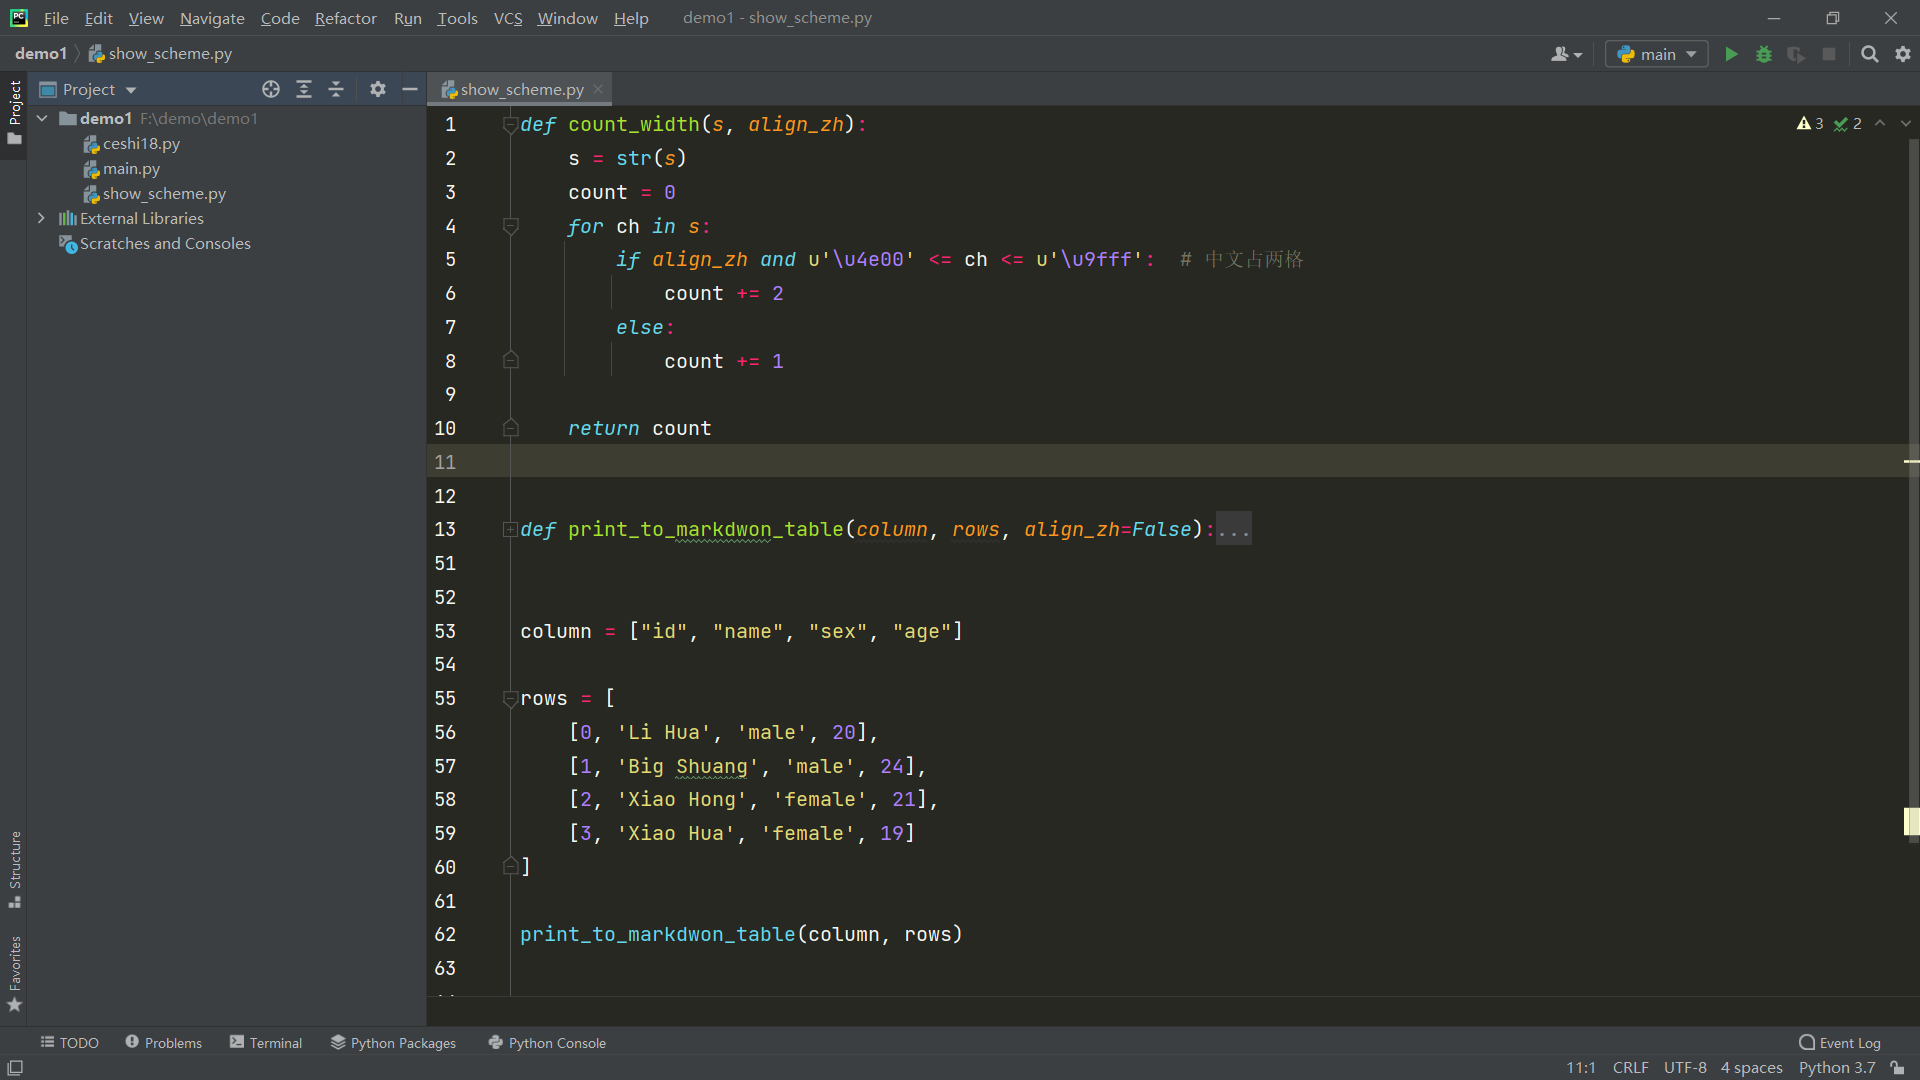 File Edit View Navigate Code Refactor Run Tools VCS Window Help demo1 - show_scheme.py
demo1 show_scheme.py main
Project
Project
show_scheme.py
demo1 F:\demo\demo1
ceshi18.py
main.py
show_scheme.py
External Libraries
Scratches and Consoles
Structure
Favorites
3 2
1 def count_width(s, align_zh):
2 s = str(s)
3 count = 0
4 for ch in s:
5 if align_zh and u'\u4e00' <= ch <= u'\u9fff': # 中文占两格
6 count += 2
7 else:
8 count += 1
9
10 return count
11
12
13 def print_to_markdwon_table(column, rows, align_zh=False):...
51
52
53 column = ["id", "name", "sex", "age"]
54
55 rows = [
56 [0, 'Li Hua', 'male', 20],
57 [1, 'Big Shuang', 'male', 24],
58 [2, 'Xiao Hong', 'female', 21],
59 [3, 'Xiao Hua', 'female', 19]
60 ]
61
62 print_to_markdwon_table(column, rows)
63
TODO Problems Terminal Python Packages Python Console Event Log
11:1 CRLF UTF-8 4 spaces Python 3.7